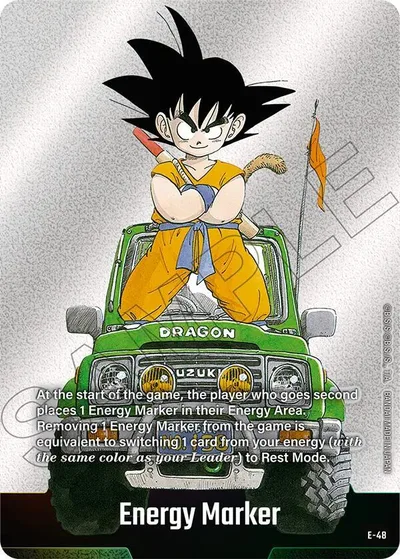 SAMPLE
DRAGON
UZUKI
At the start of the game, the player who goes second
places 1 Energy Marker in their Energy Area.
Removing 1 Energy Marker from the game is
equivalent to switching 1 card from your energy (with
the same color as your Leader) to Rest Mode.
Energy Marker
E-48